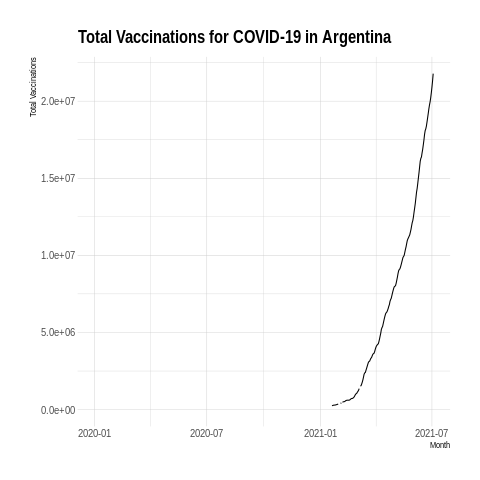 Total Vaccinations for COVID-19 in Argentina
Total Vaccinations
2.0e+07
1.5e+07
1.0e+07
5.0e+06
0.0e+00
2020-01 2020-07 2021-01 2021-07
Month